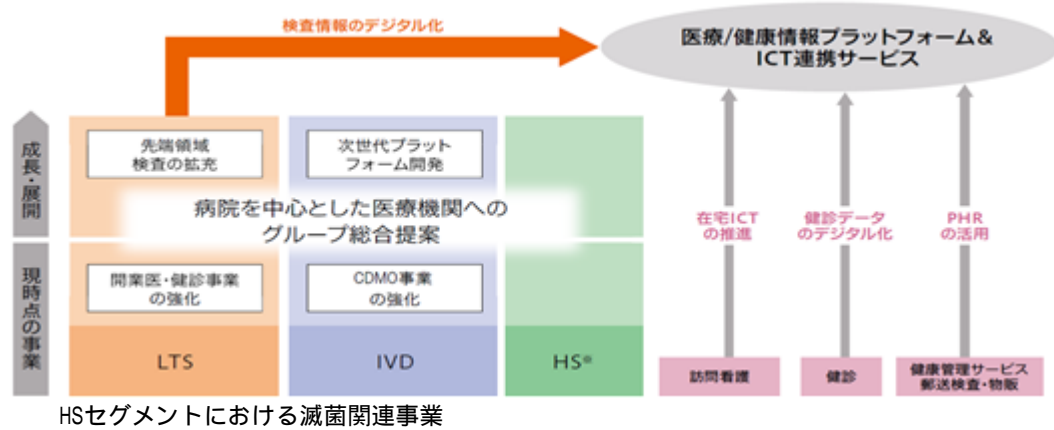 検査情報のデジタル化
医療/健康情報プラットフォーム&
ICT連携サービス
成長・展開
先端領域
検査の拡充
次世代プラット
フォーム開発
病院を中心とした医療機関への
グループ総合提案
在宅ICT
の推進
健診データ
のデジタル化
PHR
の活用
現時点の事業
開業医・健診事業
の強化
CDMO事業
の強化
LTS
IVD
HS※
訪問看護
健診
健康管理サービス
郵送検査・物販
HSセグメントにおける滅菌関連事業